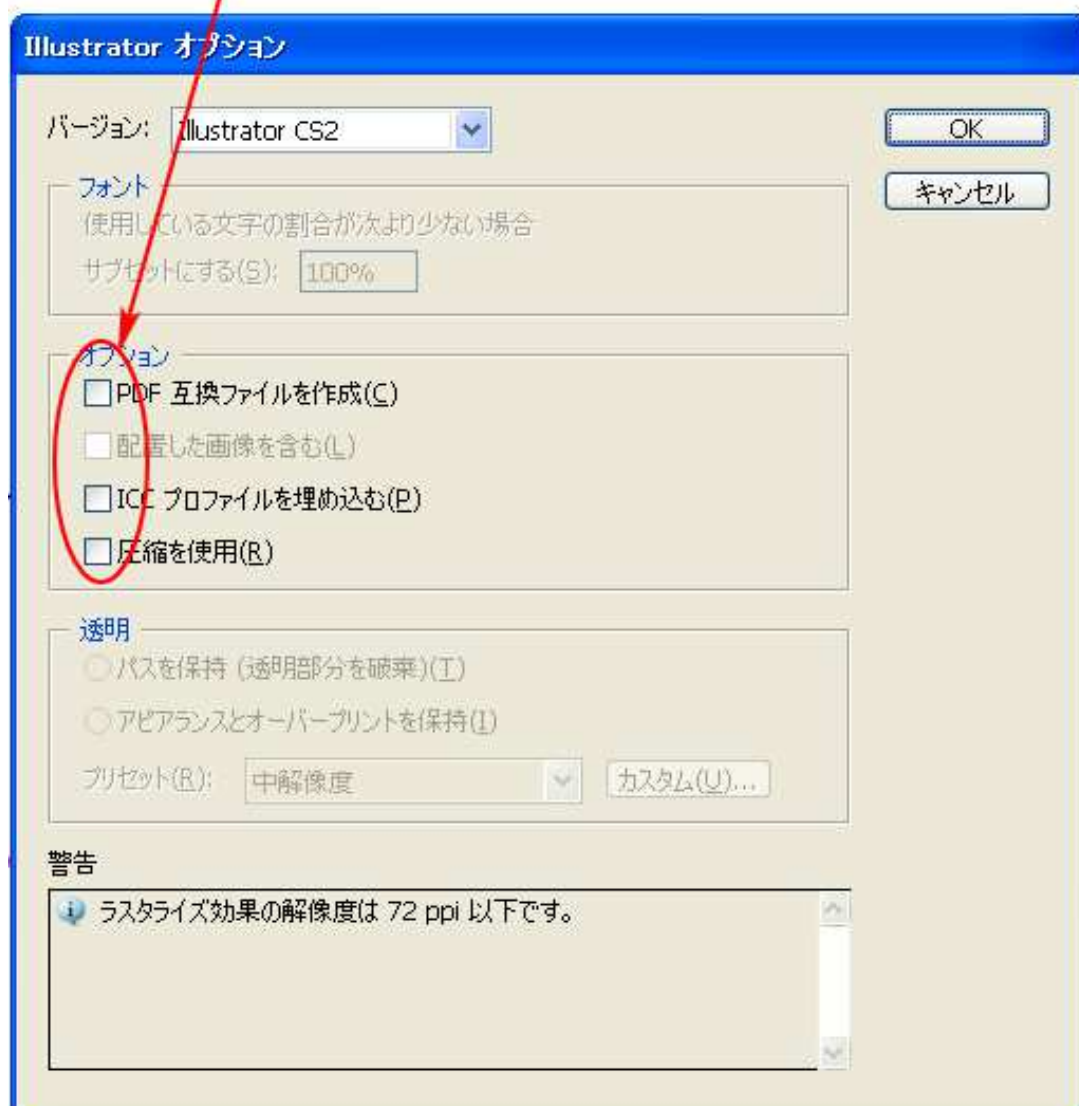 Illustrator オプション
バージョン: Illustrator CS2
OK
キャンセル
フォント
使用している文字の割合が次より少ない場合
サブセットにする(S): 100%
オプション
PDF 互換ファイルを作成(C)
配置した画像を含む(L)
ICC プロファイルを埋め込む(P)
圧縮を使用(R)
透明
パスを保持 (透明部分を破棄)(T)
アピアランスとオーバープリントを保持(I)
プリセット(R): 中解像度 カスタム(U)...
警告
ラスタライズ効果の解像度は 72 ppi 以下です。